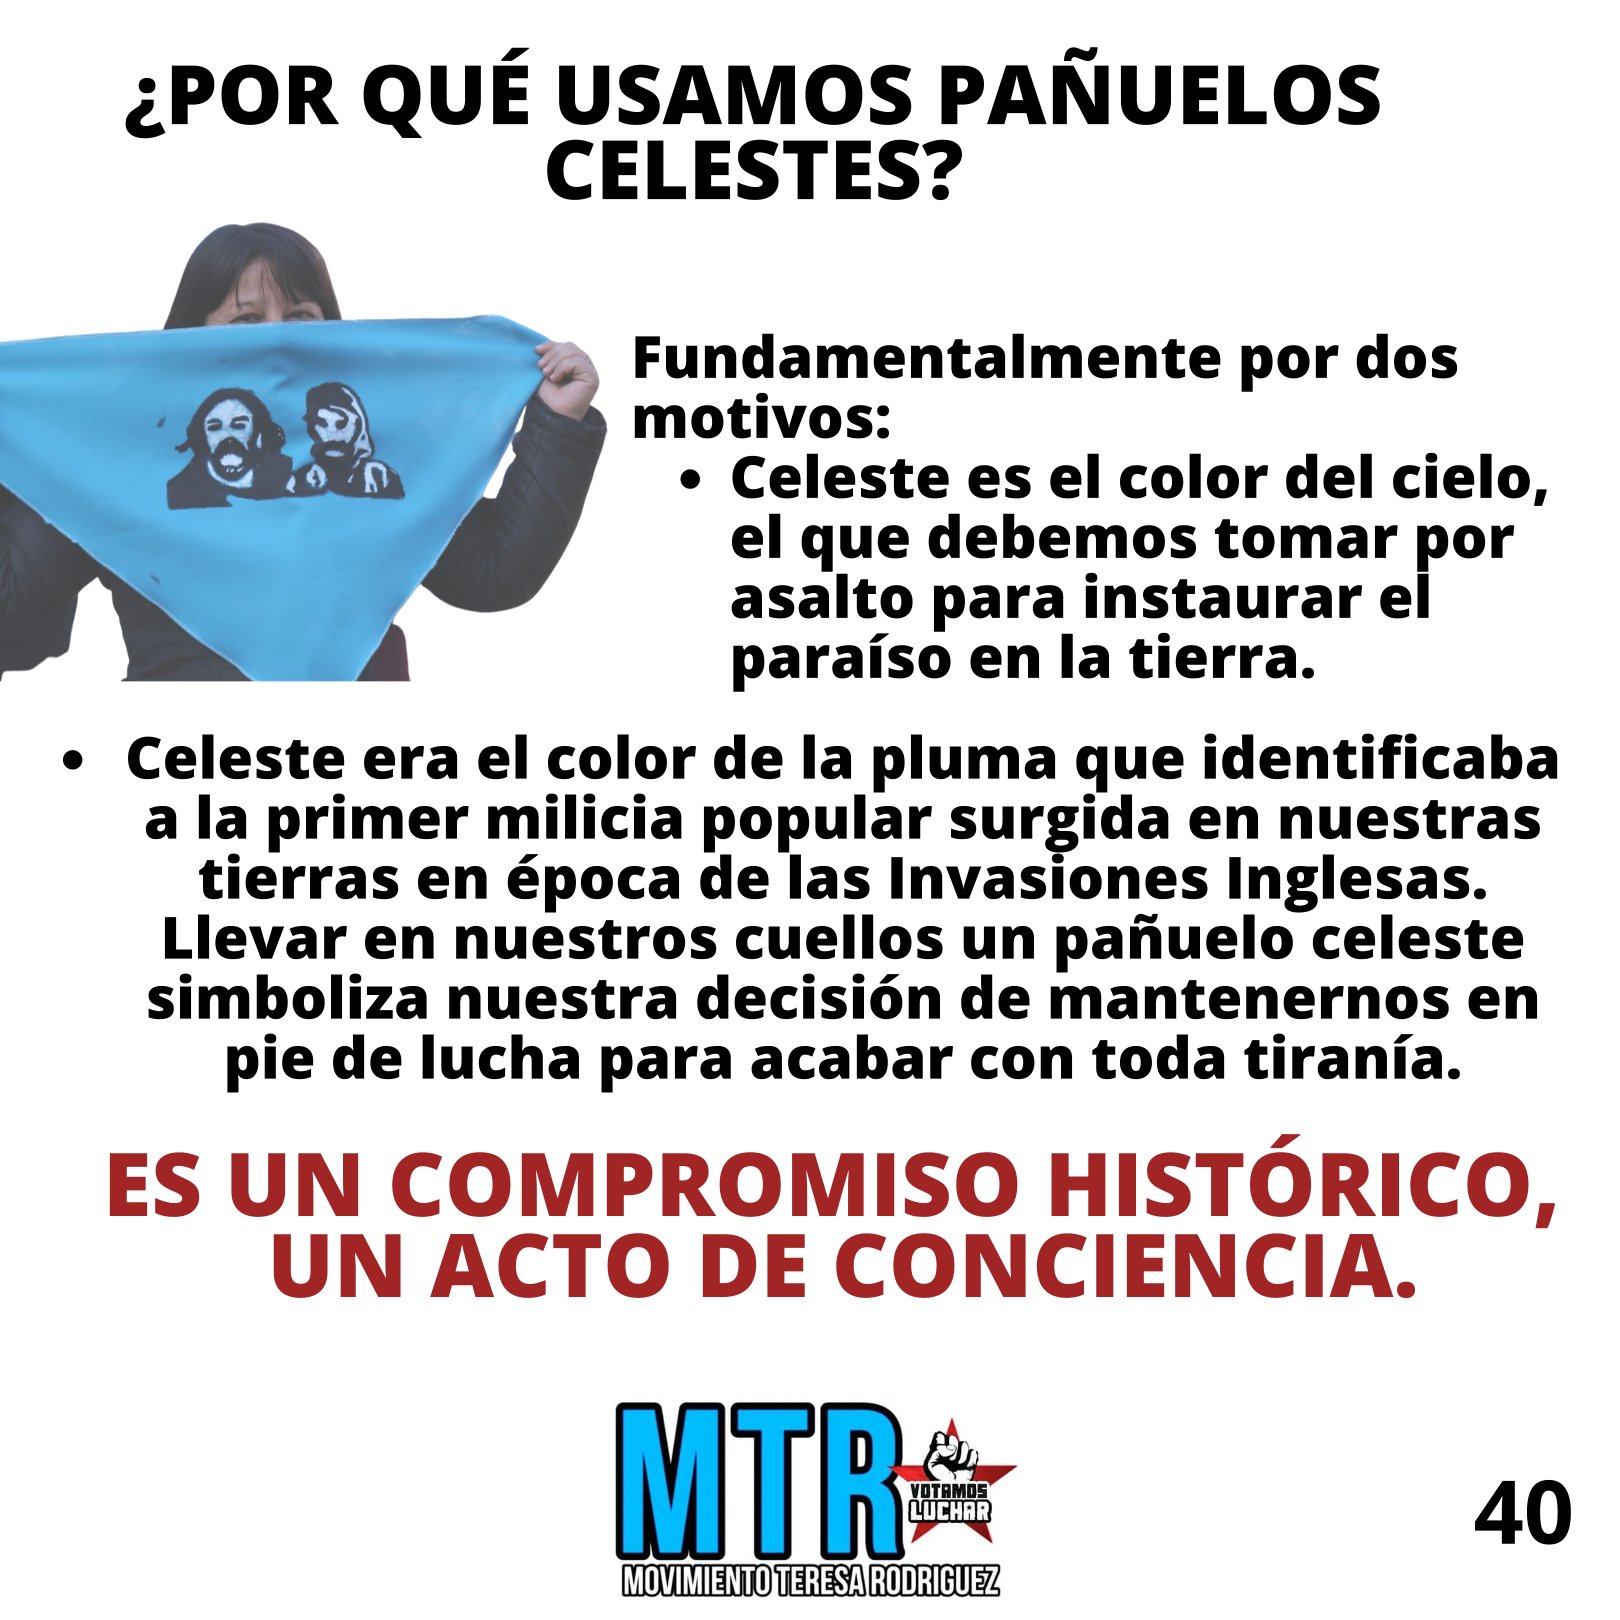 ¿POR QUÉ USAMOS PAÑUELOS
CELESTES?
Fundamentalmente por dos
motivos:
• Celeste es el color del cielo,
el que debemos tomar por
asalto para instaurar el
paraíso en la tierra.
• Celeste era el color de la pluma que identificaba
a la primer milicia popular surgida en nuestras
tierras en época de las Invasiones Inglesas.
Llevar en nuestros cuellos un pañuelo celeste
simboliza nuestra decisión de mantenernos en
pie de lucha para acabar con toda tiranía.
ES UN COMPROMISO HISTÓRICO,
UN ACTO DE CONCIENCIA.
MTR
VOTAMOS
LUCHAR
MOVIMIENTO TERESA RODRIGUEZ
40